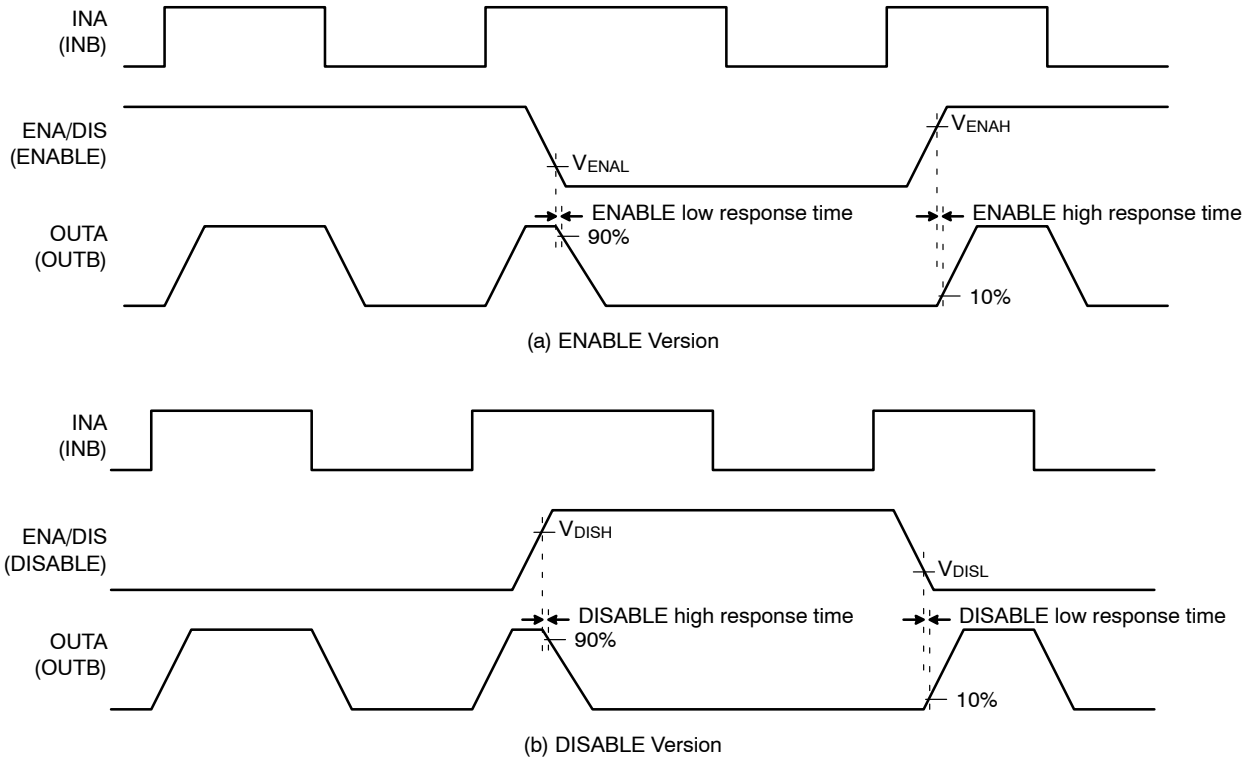 INA
(INB)
ENA/DIS
(ENABLE)
VENAL
VENAH
ENABLE low response time
ENABLE high response time
OUTA
(OUTB)
90%
10%
(a) ENABLE Version
INA
(INB)
ENA/DIS
(DISABLE)
VDISH
VDISL
DISABLE high response time
DISABLE low response time
OUTA
(OUTB)
90%
10%
(b) DISABLE Version